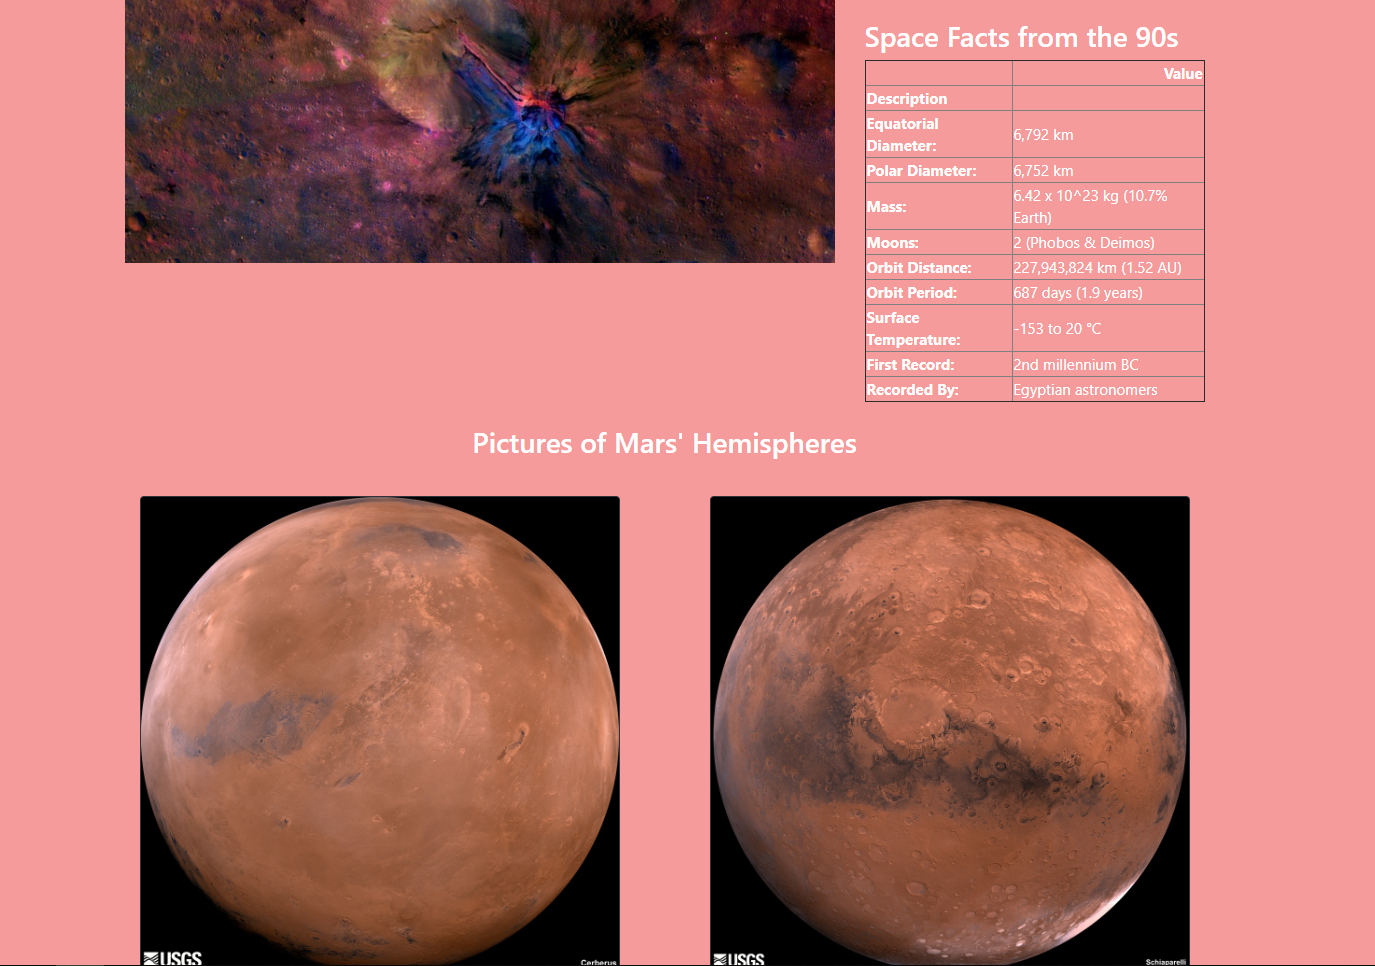 Space Facts from the 90s
Value
Description
Equatorial
Diameter:
6,792 km
Polar Diameter:
6,752 km
Mass:
6.42 x 10^23 kg (10.7%
Earth)
Moons:
2 (Phobos & Deimos)
Orbit Distance:
227,943,824 km (1.52 AU)
Orbit Period:
687 days (1.9 years)
Surface
Temperature:
-153 to 20 °C
First Record:
2nd millennium BC
Recorded By:
Egyptian astronomers
Pictures of Mars' Hemispheres
USGS
Cerberus
USGS
Schiaparelli